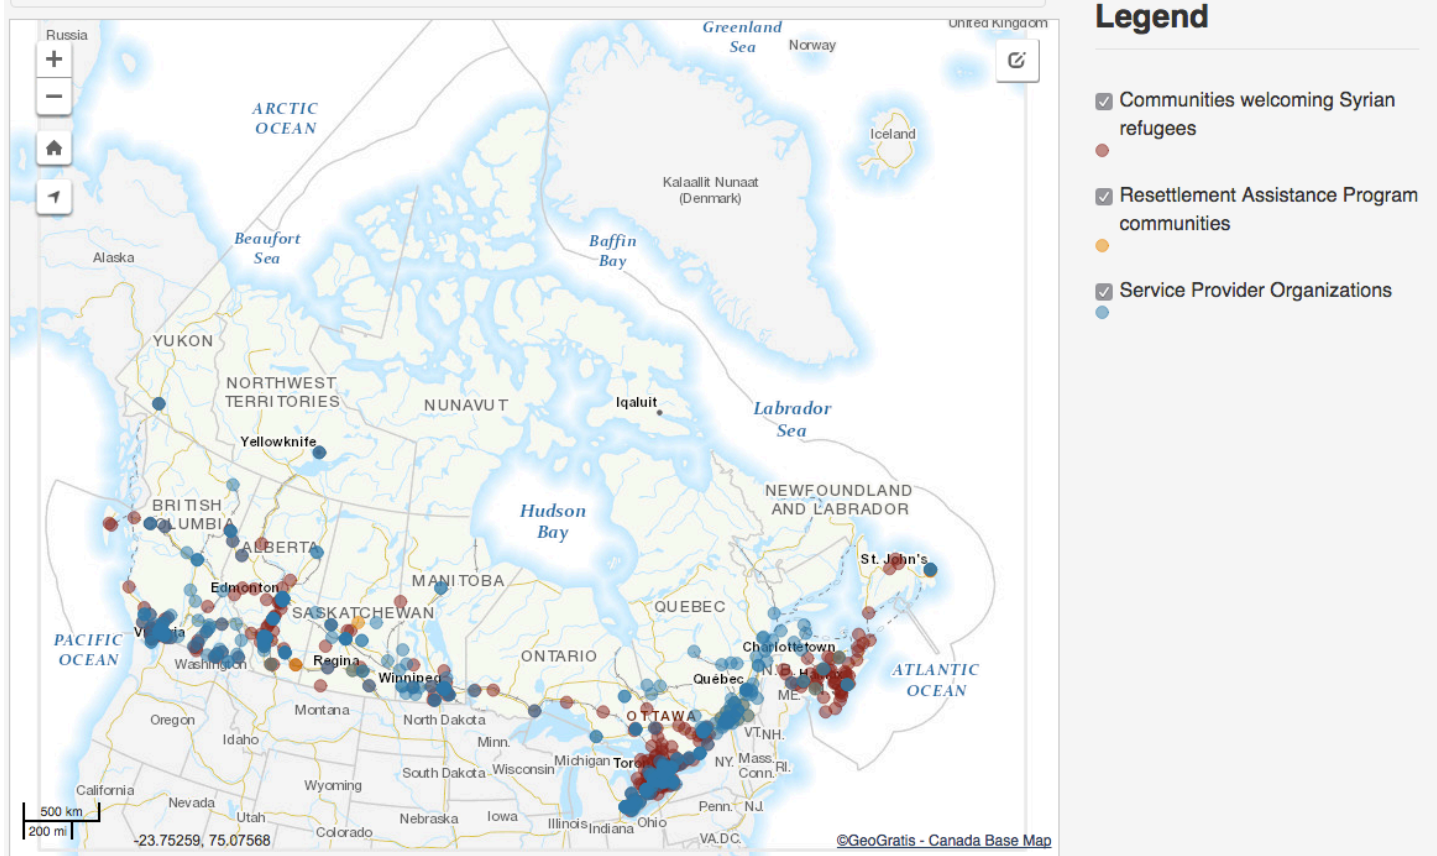 Legend
Communities welcoming Syrian
refugees
Resettlement Assistance Program
communities
Service Provider Organizations
Russia
Greenland
Sea
Norway
United Kingdom
+
−
ARCTIC
OCEAN
Iceland
Kalaallit Nunaat
(Denmark)
Beaufort
Sea
Baffin
Bay
Alaska
YUKON
NORTHWEST
TERRITORIES
NUNAVUT
Iqaluit
Labrador
Sea
Yellowknife
BRITISH
COLUMBIA
Hudson
Bay
NEWFOUNDLAND
AND LABRADOR
ALBERTA
St. John's
Edmonton
MANITOBA
SASKATCHEWAN
QUEBEC
PACIFIC
OCEAN
Victoria
Washington
Regina
Winnipeg
ONTARIO
Charlottetown
Québec
N.B.
ATLANTIC
OCEAN
ME.
Montana
OTTAWA
Oregon
North Dakota
VT.
NH.
Idaho
Minn.
Michigan
Toronto
NY.
Mass.
Conn.
RI.
South Dakota
Wisconsin
Wyoming
California
Nevada
Penn.
NJ.
Utah
Nebraska
Iowa
Illinois
Indiana
Ohio
Colorado
VA.
DC.
500 km
200 mi
-23.75259, 75.07568
©GeoGratis - Canada Base Map